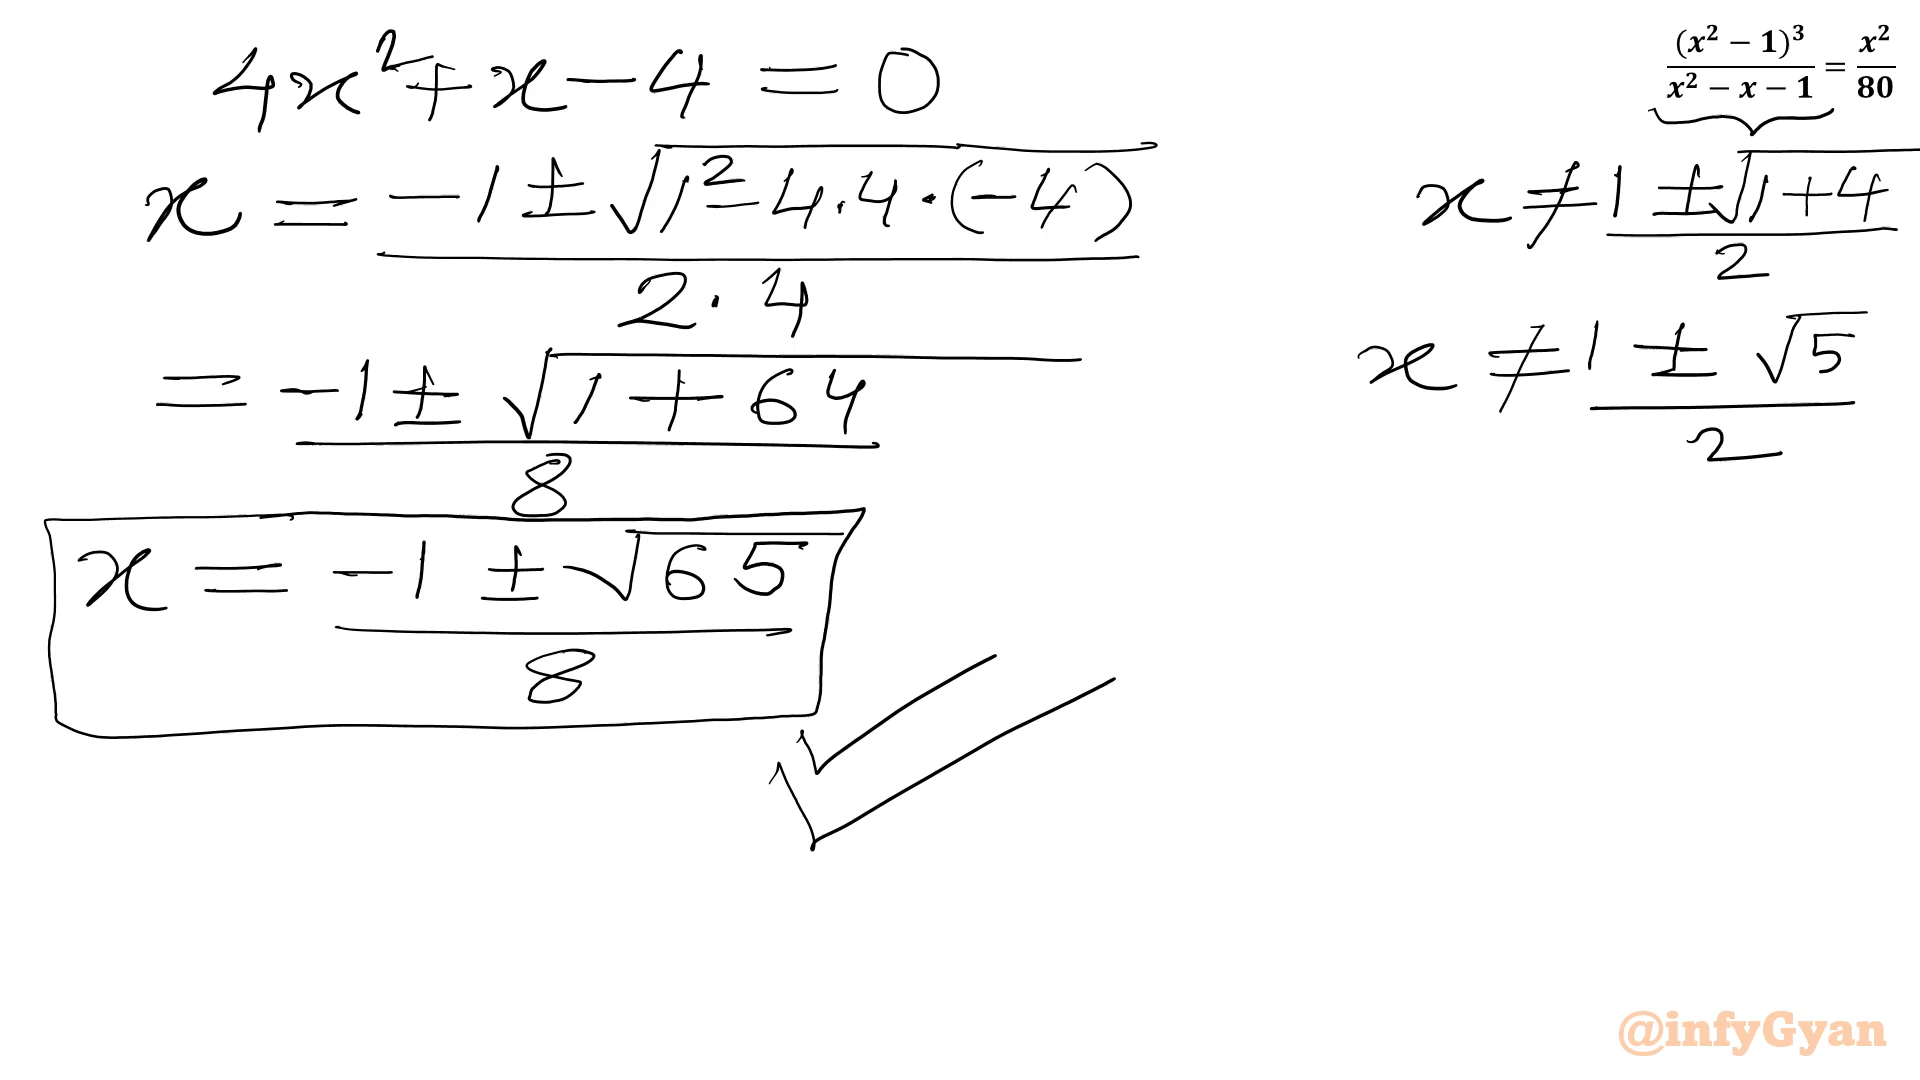 4x² + x − 4 = 0
x = (−1 ± √(1² − 4.4.(−4))) / (2.4)
= (−1 ± √(1 + 64)) / 8
x = (−1 ± √65) / 8
(x² − 1)³ / (x² − x − 1) = x² / 80
x ≠ (1 ± √(1+4)) / 2
x ≠ (1 ± √5) / 2
@infyGyan